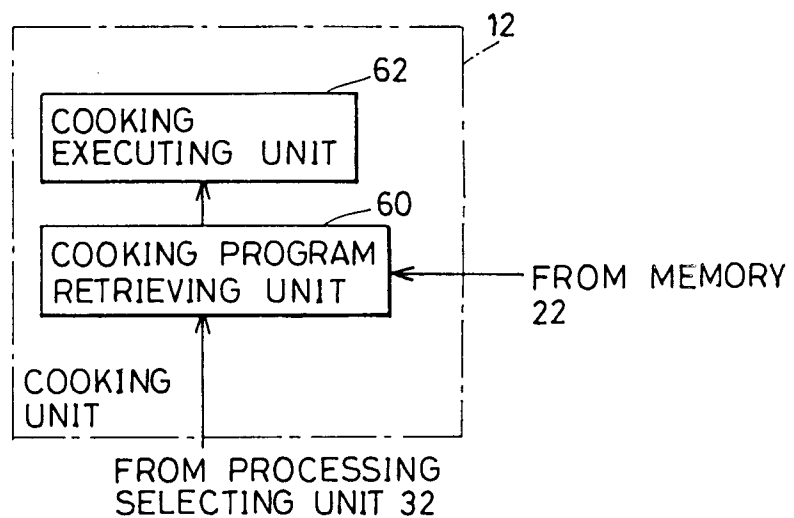 12
62
COOKING
EXECUTING UNIT
60
COOKING PROGRAM
RETRIEVING UNIT
FROM MEMORY
22
COOKING
UNIT
FROM PROCESSING
SELECTING UNIT 32